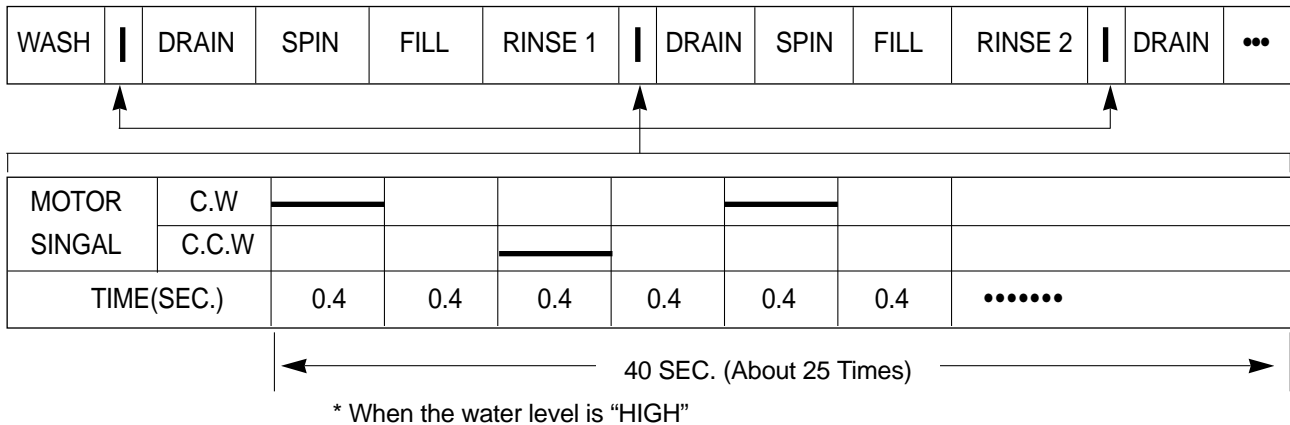 WASH DRAIN SPIN FILL RINSE 1 DRAIN SPIN FILL RINSE 2 DRAIN •••
MOTOR C.W
SINGAL C.C.W
TIME(SEC.) 0.4 0.4 0.4 0.4 0.4 0.4 •••••••
40 SEC. (About 25 Times)
* When the water level is “HIGH”